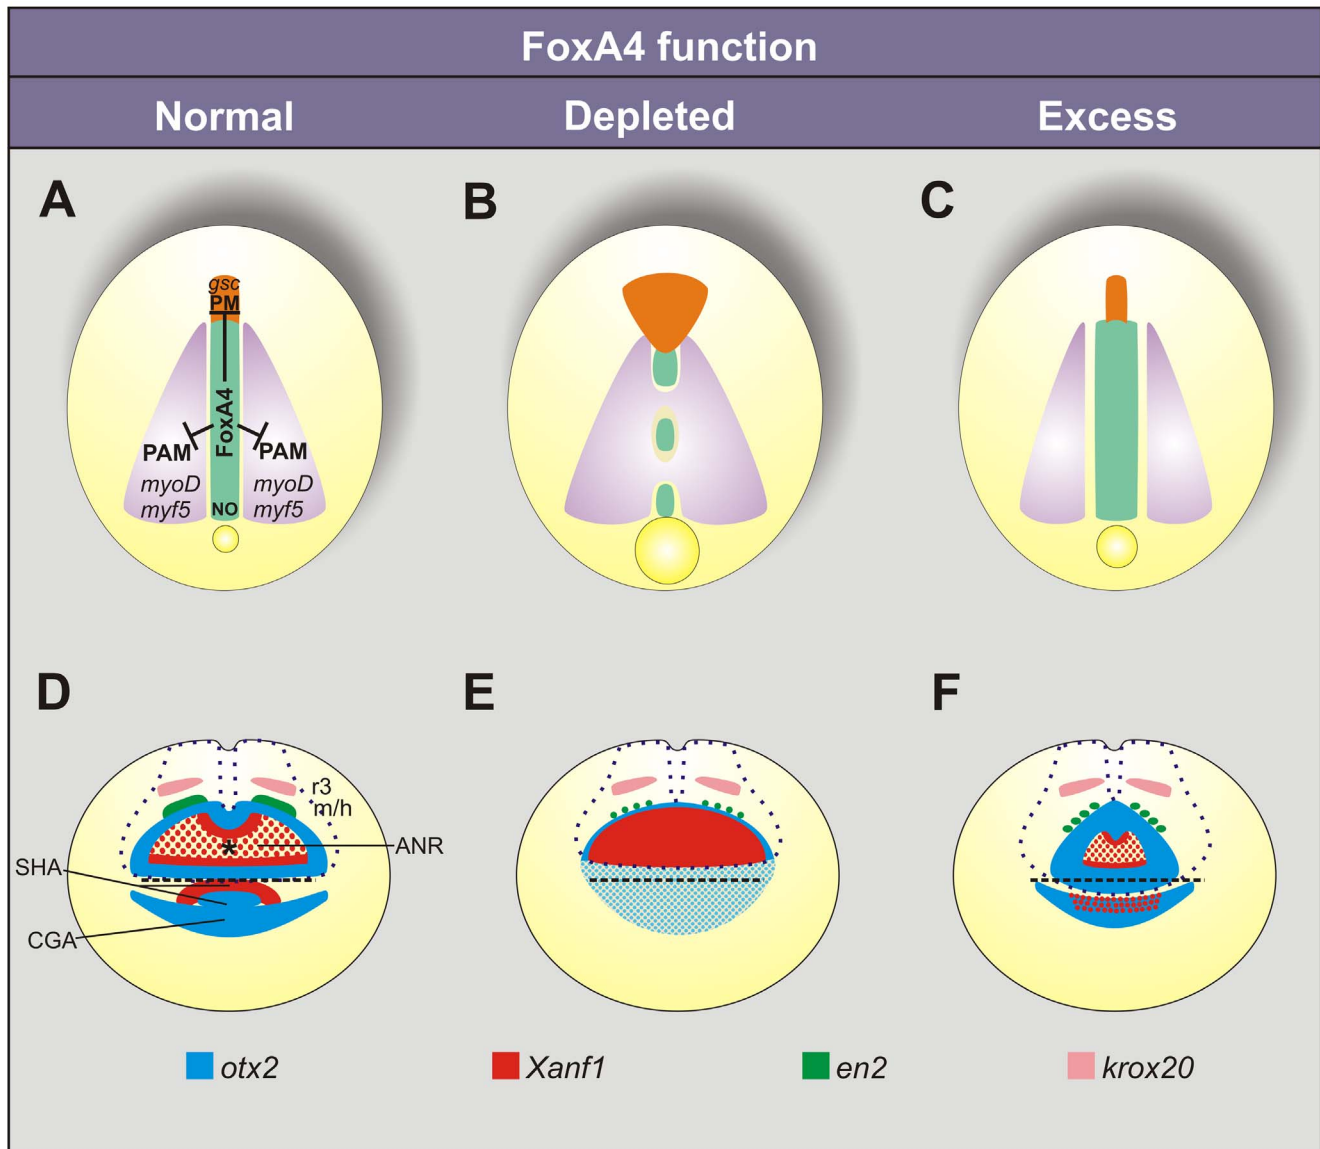 FoxA4 function
Normal Depleted Excess
A B C
gsc
PM
FoxA4
PAM PAM
myoD myoD
myf5 NO myf5
D E F
r3
m/h
ANR
*
SHA
CGA
otx2 Xanf1 en2 krox20